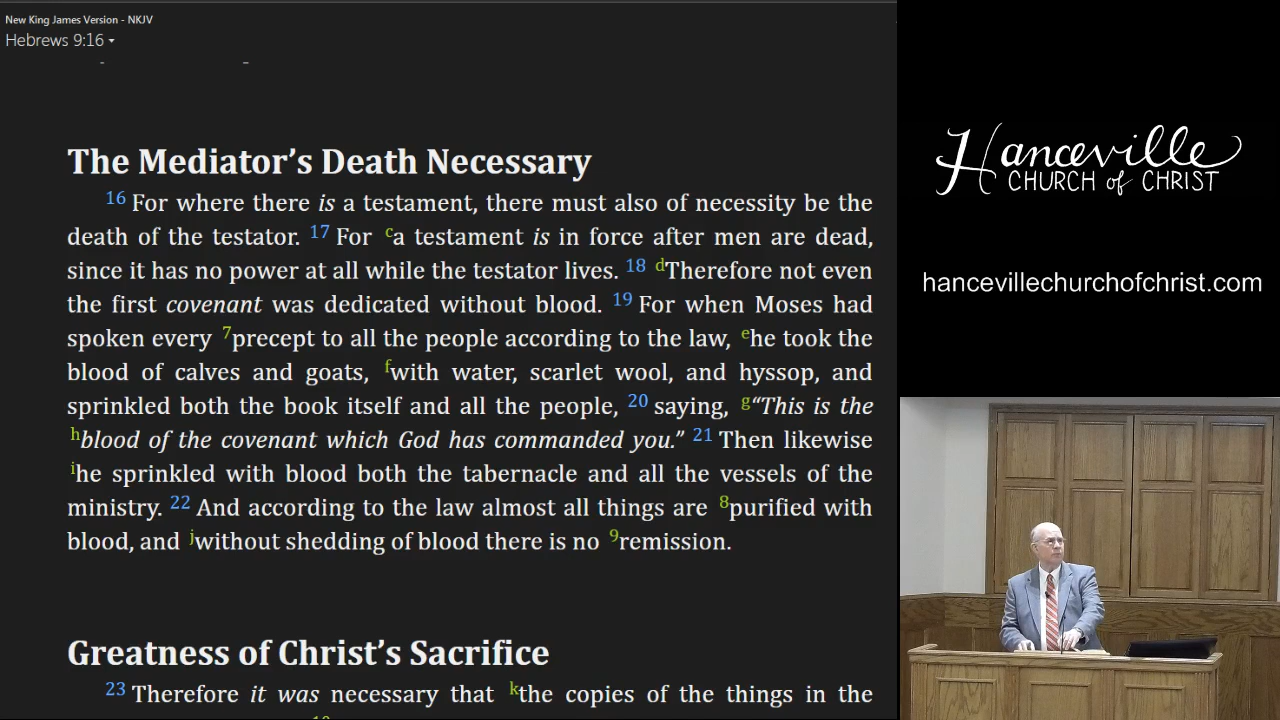 New King James Version - NKJV
Hebrews 9:16
The Mediator’s Death Necessary
16 For where there is a testament, there must also of necessity be the
death of the testator. 17 For ca testament is in force after men are dead,
since it has no power at all while the testator lives. 18 dTherefore not even
the first covenant was dedicated without blood. 19 For when Moses had
spoken every 7precept to all the people according to the law, ehe took the
blood of calves and goats, fwith water, scarlet wool, and hyssop, and
sprinkled both the book itself and all the people, 20 saying, g“This is the
hblood of the covenant which God has commanded you.” 21 Then likewise
ihe sprinkled with blood both the tabernacle and all the vessels of the
ministry. 22 And according to the law almost all things are 8purified with
blood, and jwithout shedding of blood there is no 9remission.
Greatness of Christ’s Sacrifice
23 Therefore it was necessary that kthe copies of the things in the
Hanceville
CHURCH of CHRIST
hancevillechurchofchrist.com